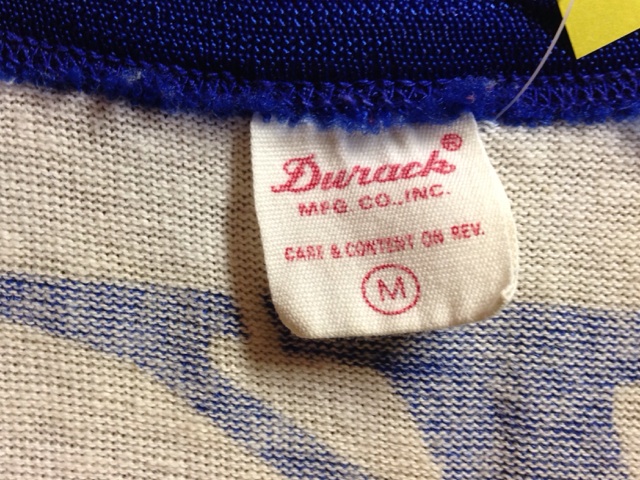 Durack®
MFG CO.,INC.
CARE & CONTENT ON REV.
M